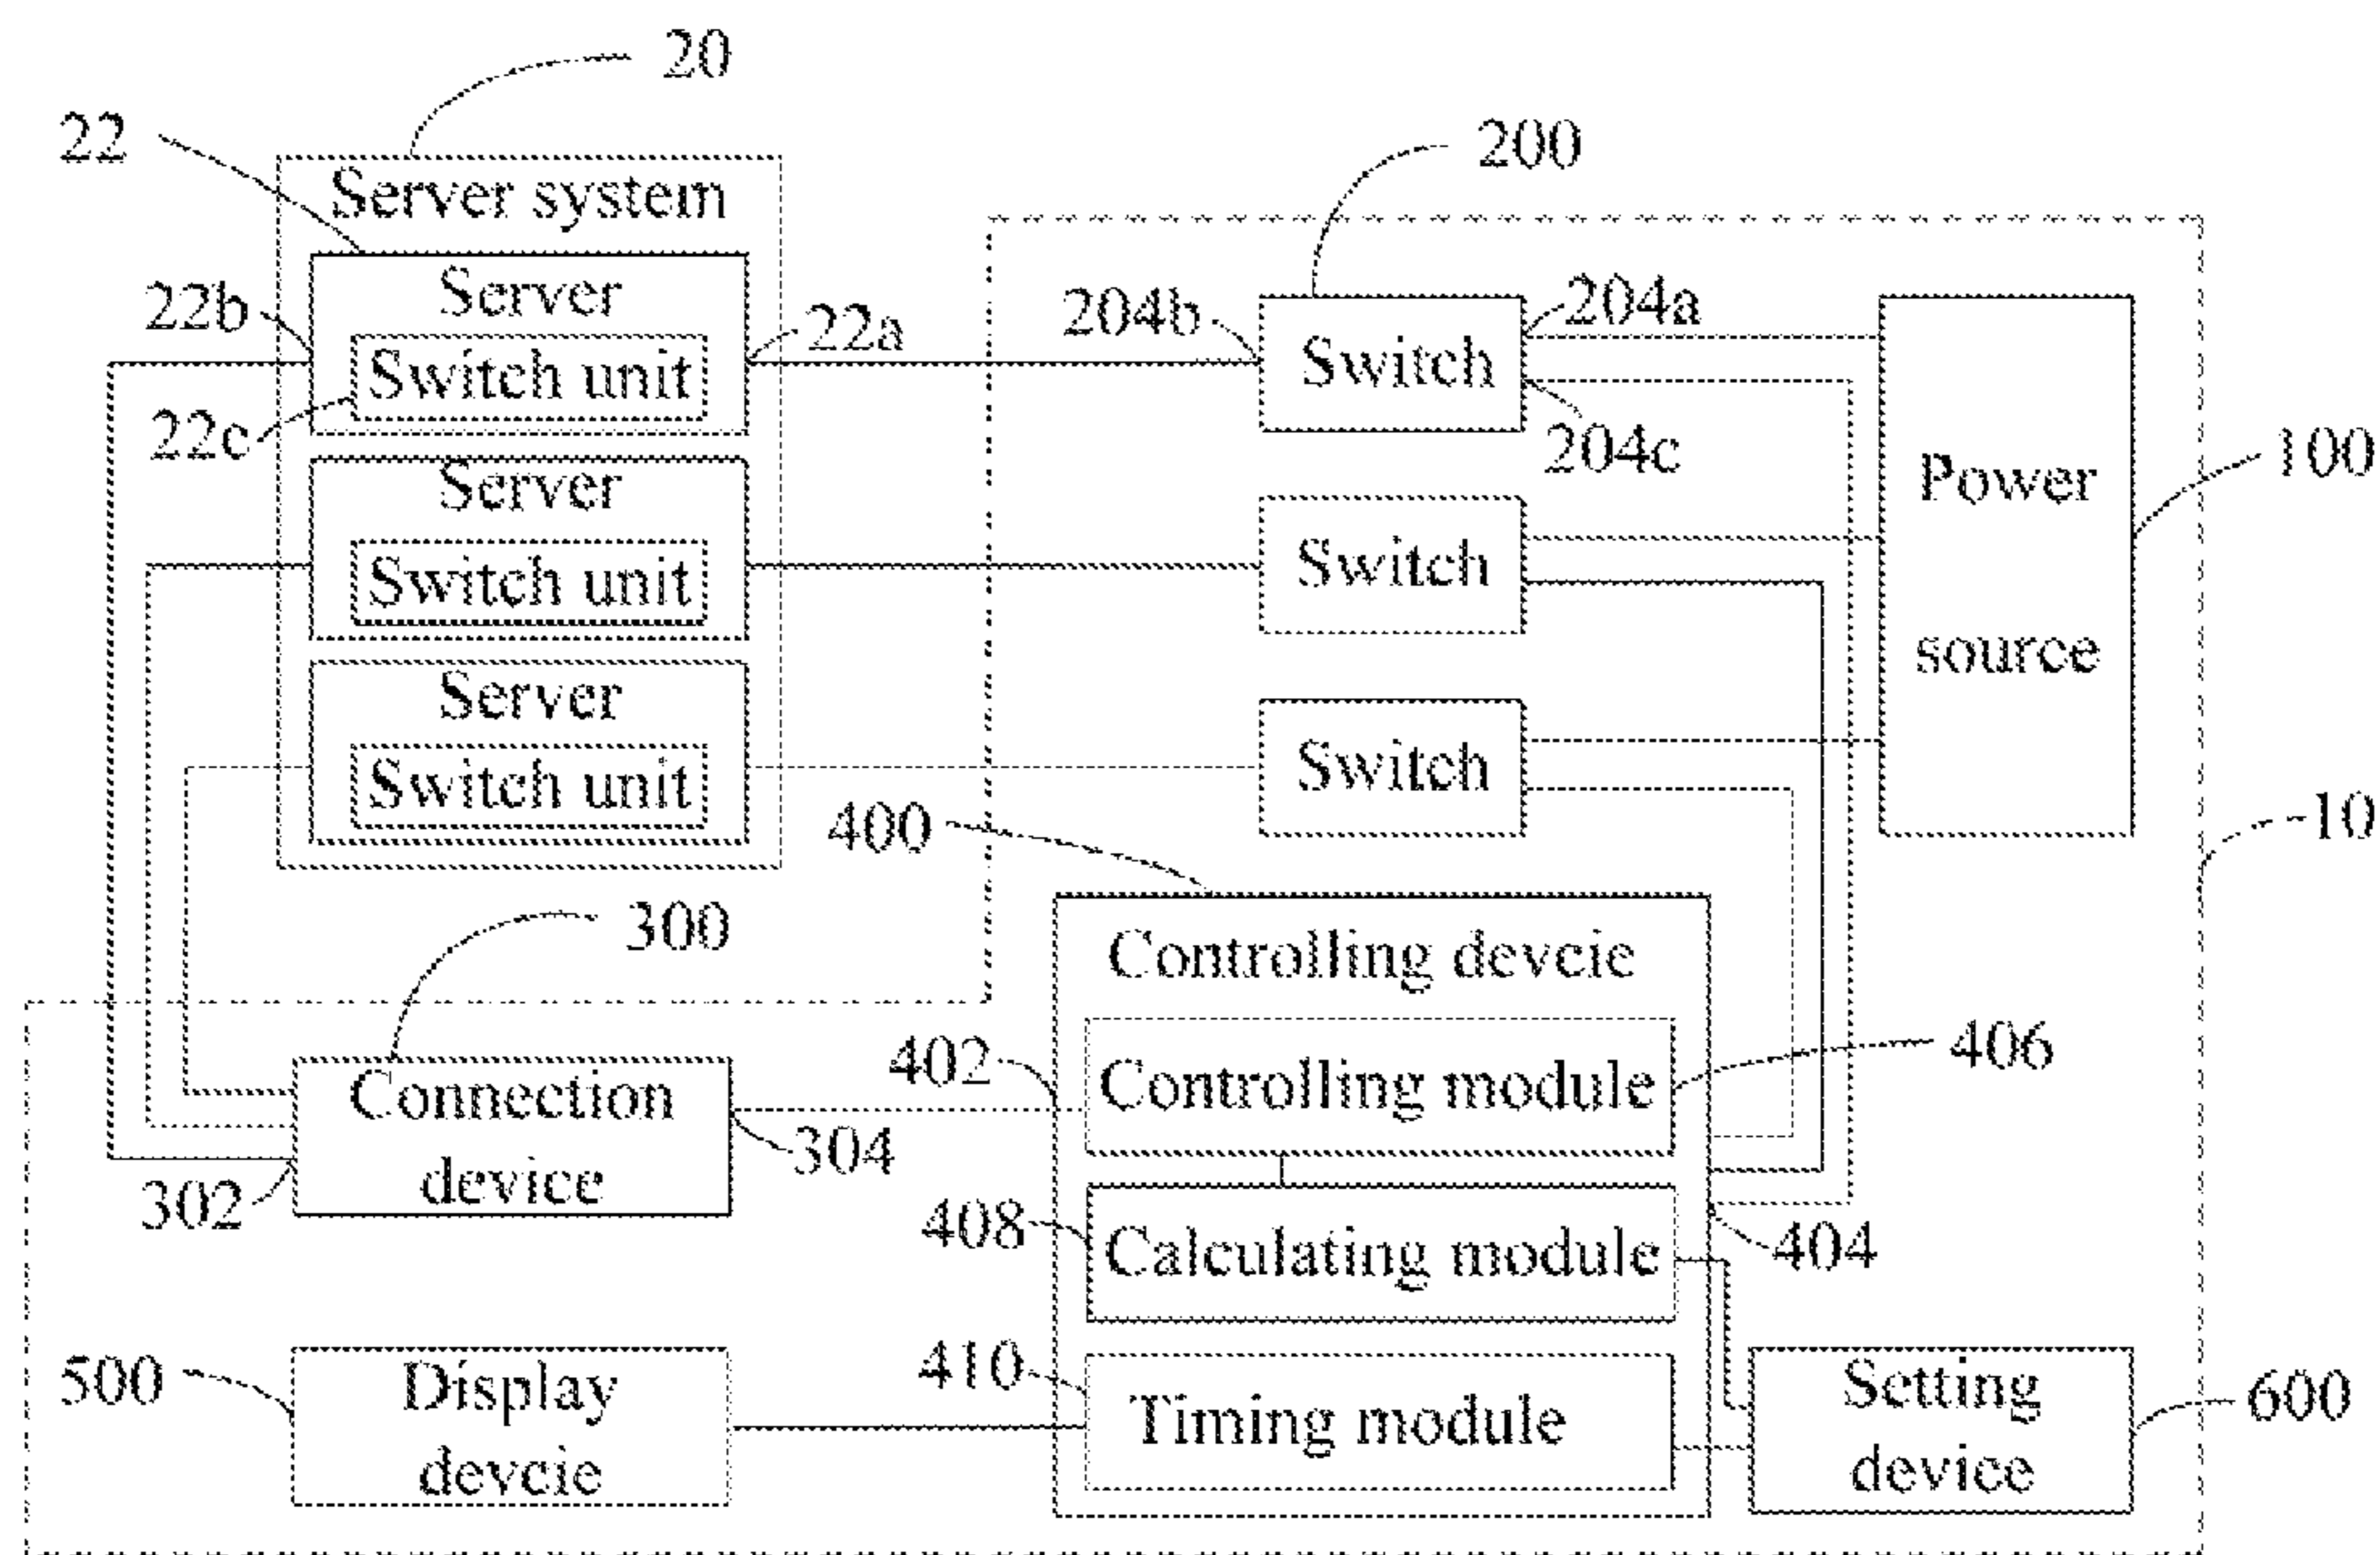 20
22
200
Server system
Server
22b
22a
204b
204a
Switch unit
Switch
22c
204c
100
Server
Power
Switch unit
Switch
source
Server
Switch unit
Switch
400
10
300
Controlling devcie
402
406
Connection
Controlling module
304
device
302
408
Calculating module
404
500
Display
410
Setting
600
Timing module
devcie
device